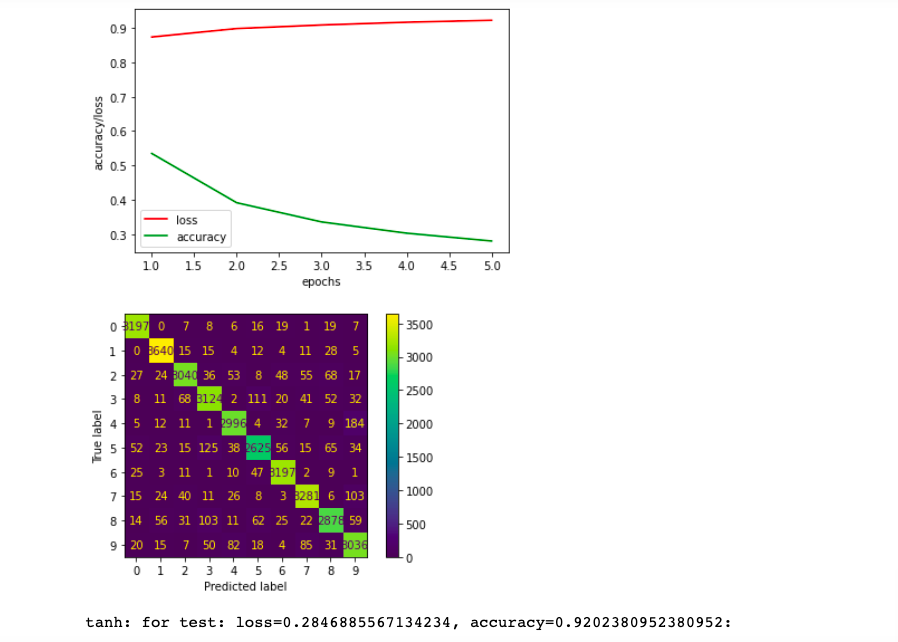 0.9
0.8
0.7
0.6
0.5
0.4
0.3
accuracy/loss
loss
accuracy
1.0 1.5 2.0 2.5 3.0 3.5 4.0 4.5 5.0
epochs
True label
0 3197 0 7 8 6 16 19 1 19 7
1 0 3640 15 15 4 12 4 11 28 5
2 27 24 3040 36 53 8 48 55 68 17
3 8 11 68 3124 2 111 20 41 52 32
4 5 12 11 1 2996 4 32 7 9 184
5 52 23 15 125 38 2625 56 15 65 34
6 25 3 11 1 10 47 3197 2 9 1
7 15 24 40 11 26 8 3 3281 6 103
8 14 56 31 103 11 62 25 22 2878 59
9 20 15 7 50 82 18 4 85 31 3036
0 1 2 3 4 5 6 7 8 9
Predicted label
3500
3000
2500
2000
1500
1000
500
0
tanh: for test: loss=0.2846885567134234, accuracy=0.9202380952380952: